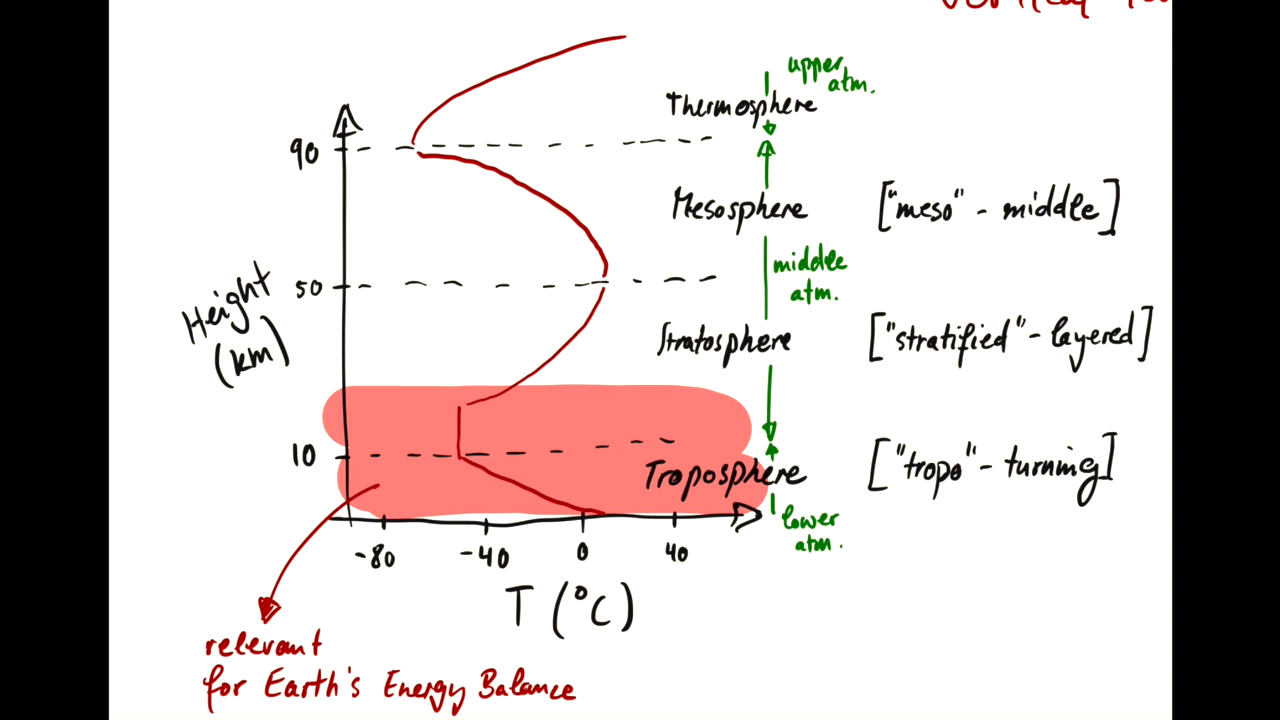 vertical
upper
atm.
Thermosphere
90
Mesosphere
["meso" - middle]
middle
atm.
Height
(km)
50
Stratosphere
["stratified" - layered]
10
Troposphere
["tropo" - turning]
lower
atm.
-80 -40 0 40
T (°C)
relevant
for Earth's Energy Balance